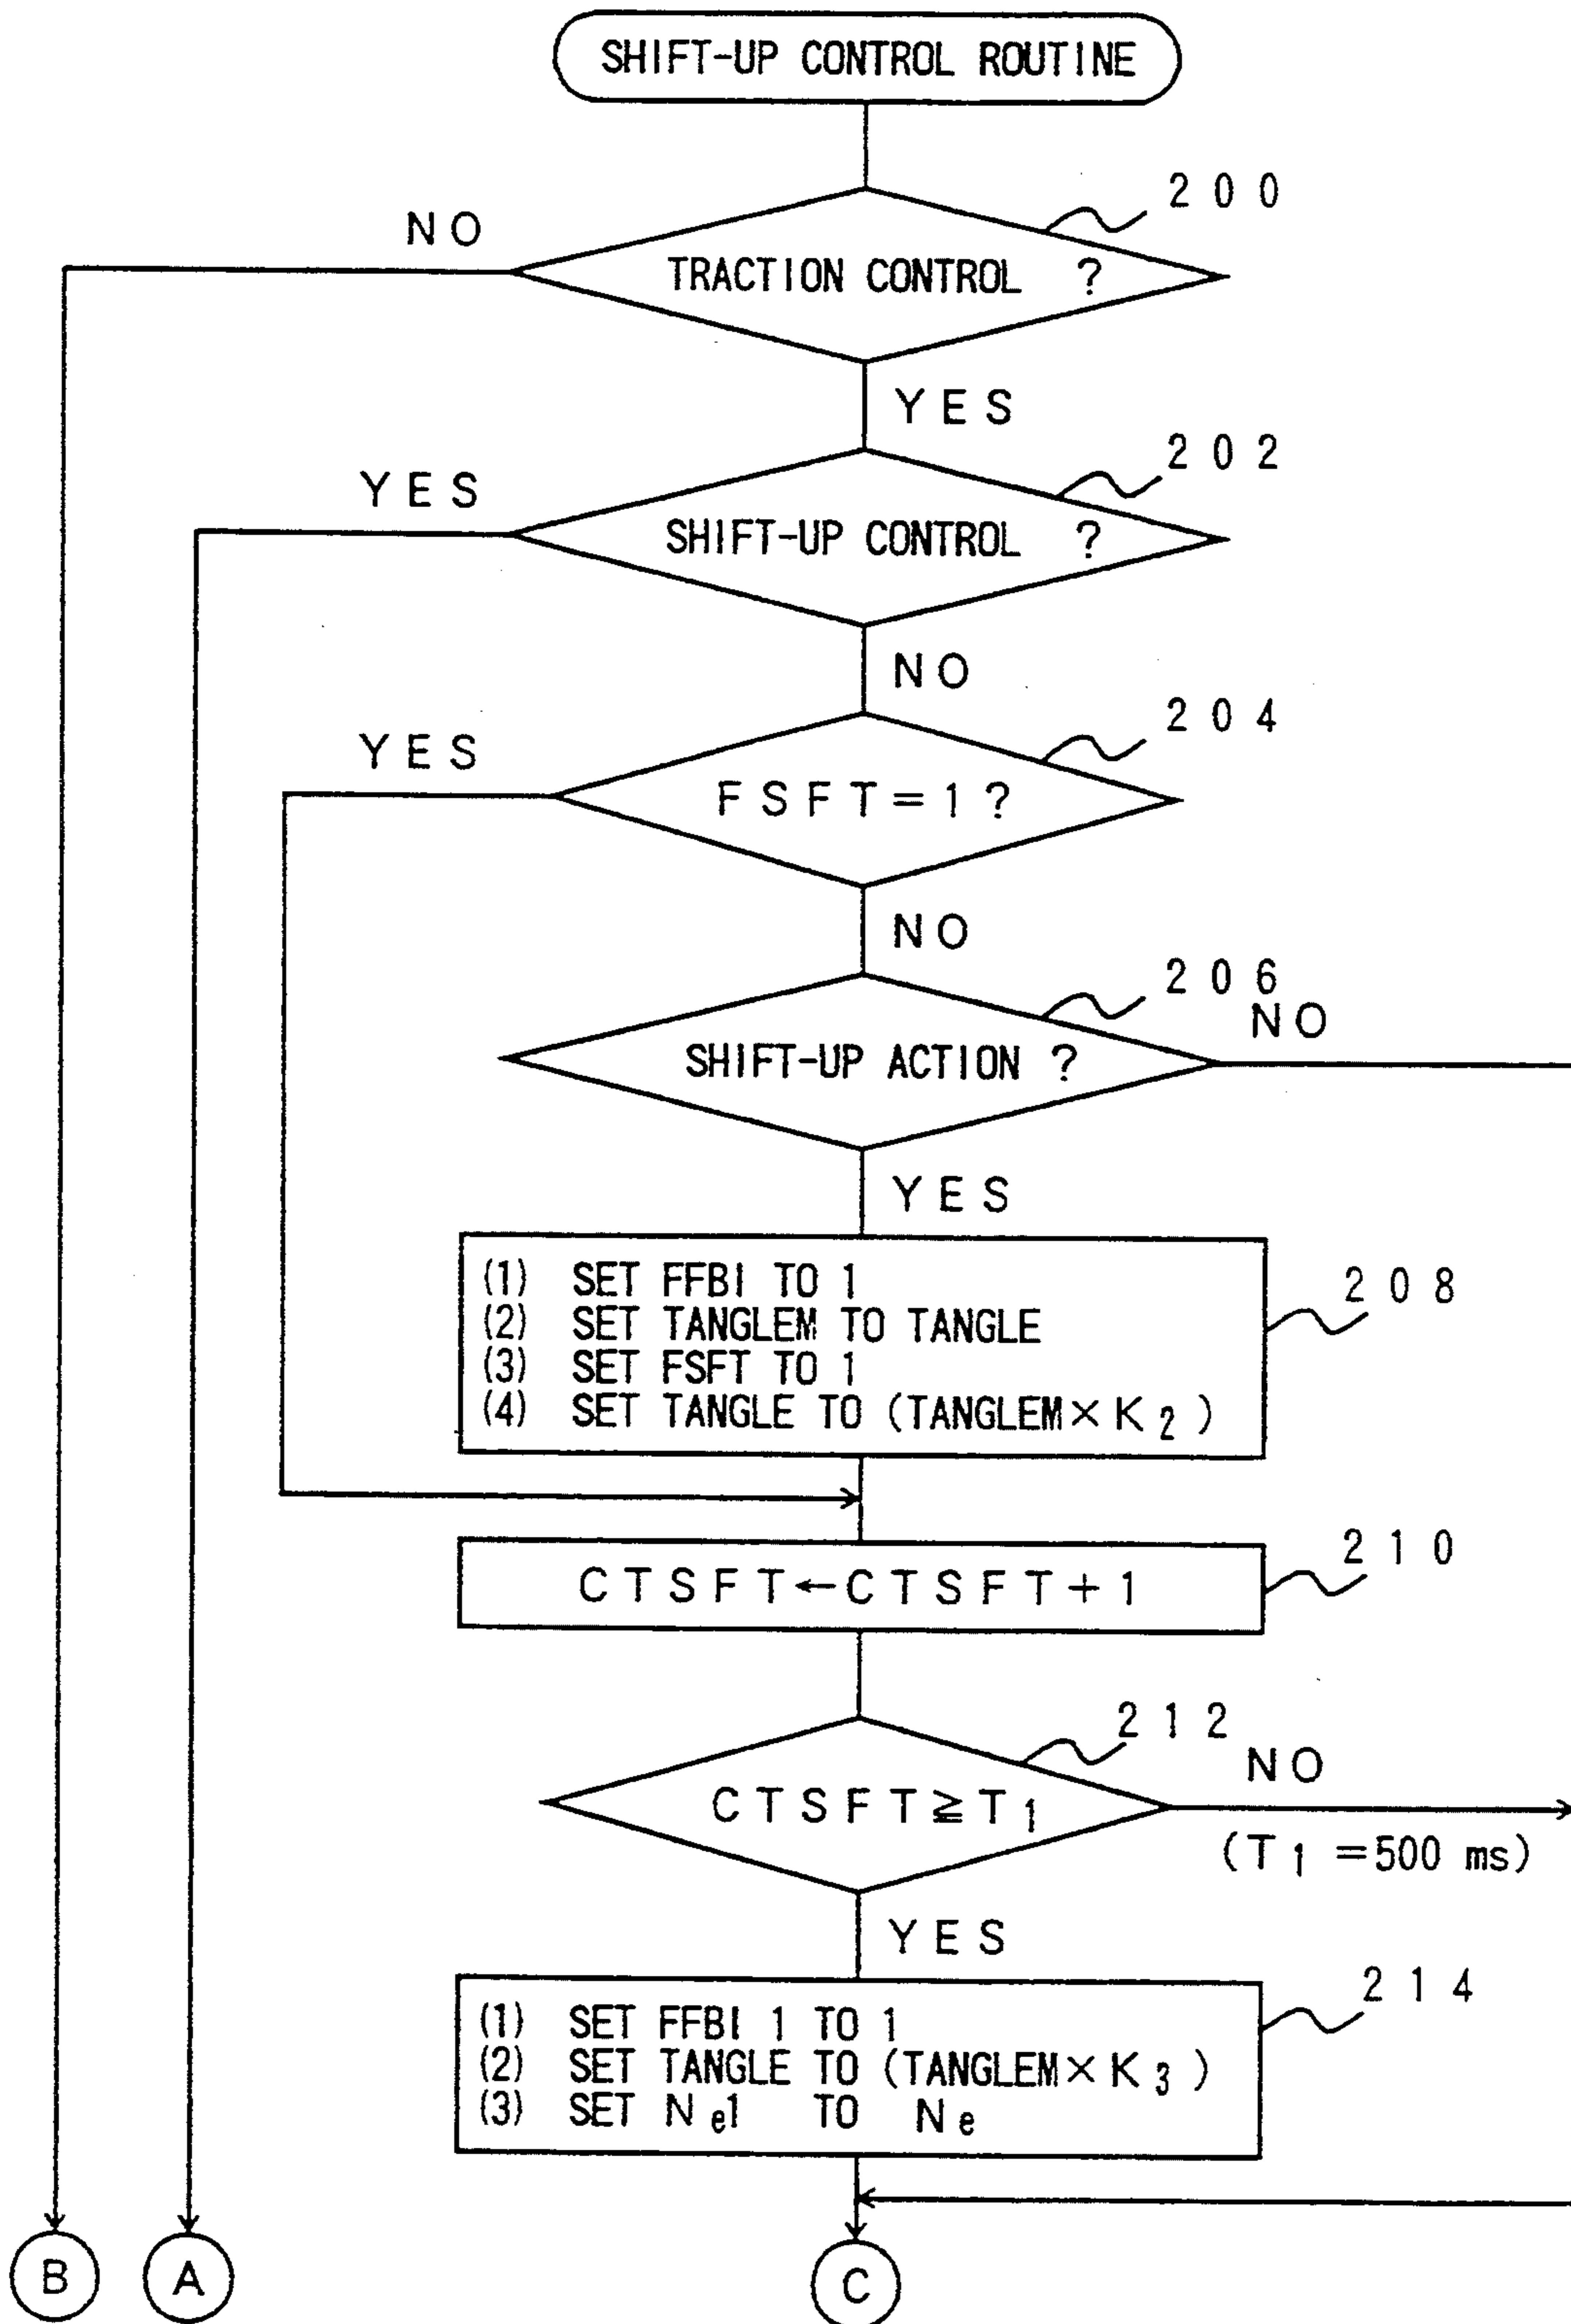 SHIFT-UP CONTROL ROUTINE
200
NO
TRACTION CONTROL ?
YES
202
YES
SHIFT-UP CONTROL ?
NO
204
YES
FSFT=1?
NO
206
NO
SHIFT-UP ACTION ?
YES
(1) SET FFBI TO 1
(2) SET TANGLEM TO TANGLE
(3) SET FSFT TO 1
(4) SET TANGLE TO (TANGLEM×K2)
208
210
CTSFT←CTSFT+1
212
NO
CTSFT≧T1
(T1=500 ms)
YES
214
(1) SET FFBI 1 TO 1
(2) SET TANGLE TO (TANGLEM×K3)
(3) SET Ne1 TO Ne
B
A
C